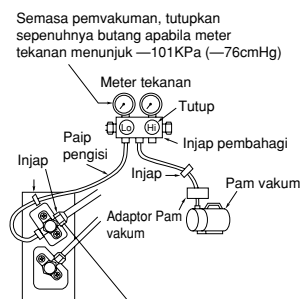 Semasa pemvakuman, tutupkan
sepenuhnya butang apabila meter
tekanan menunjuk —101KPa (—76cmHg)
Meter tekanan
Tutup
Lo
Hi
Injap pembahagi
Paip
pengisi
Injap
Injap
Pam vakum
Adaptor Pam
vakum